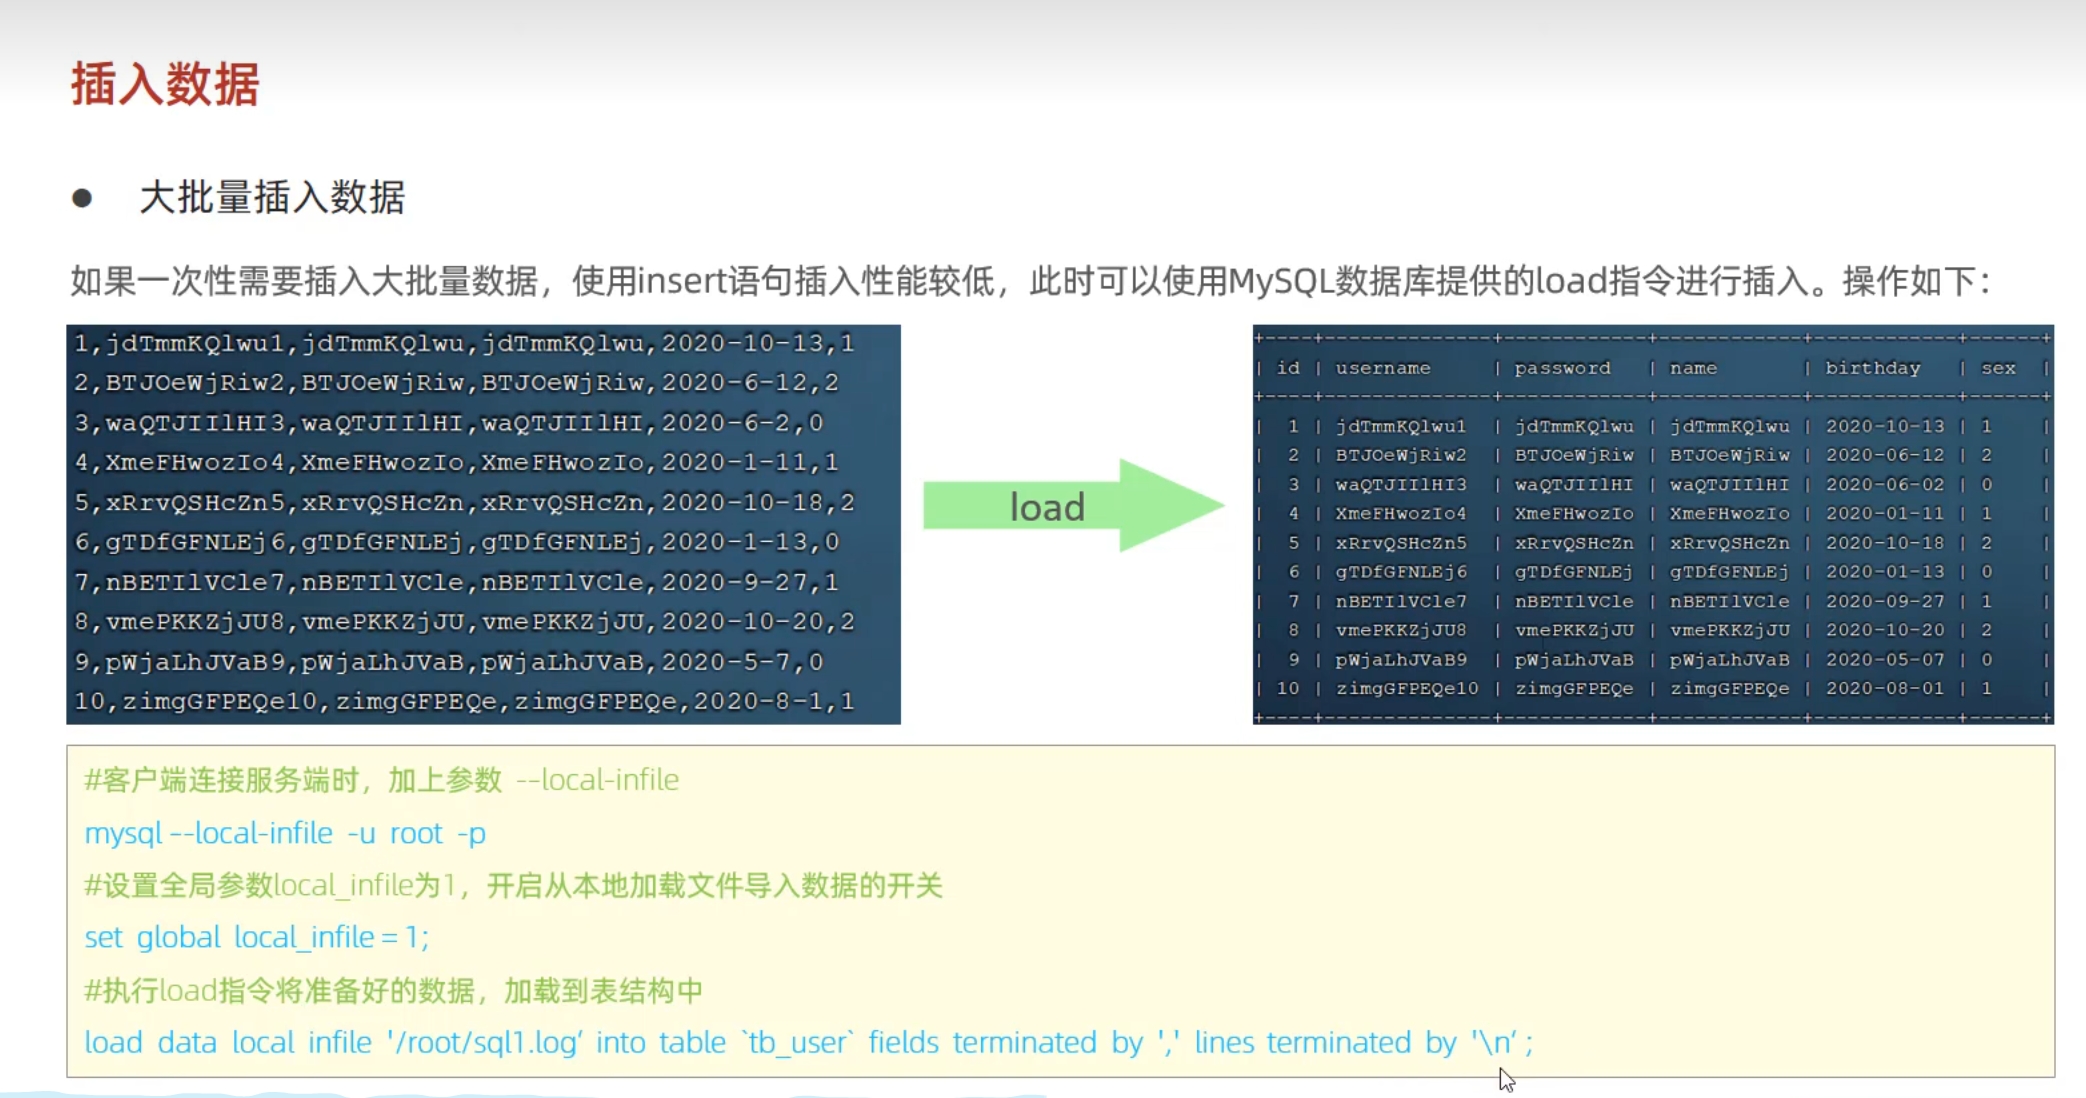 插入数据
● 大批量插入数据
如果一次性需要插入大批量数据，使用insert语句插入性能较低，此时可以使用MySQL数据库提供的load指令进行插入。操作如下：
1,jdTmmKQlwu1,jdTmmKQlwu,jdTmmKQlwu,2020-10-13,1
2,BTJOeWjRiw2,BTJOeWjRiw,BTJOeWjRiw,2020-6-12,2
3,waQTJIIlHI3,waQTJIIlHI,waQTJIIlHI,2020-6-2,0
4,XmeFHwozIo4,XmeFHwozIo,XmeFHwozIo,2020-1-11,1
5,xRrvQSHcZn5,xRrvQSHcZn,xRrvQSHcZn,2020-10-18,2
6,gTDfGFNLEj6,gTDfGFNLEj,gTDfGFNLEj,2020-1-13,0
7,nBETIlVCle7,nBETIlVCle,nBETIlVCle,2020-9-27,1
8,vmePKKZjJU8,vmePKKZjJU,vmePKKZjJU,2020-10-20,2
9,pWjaLhJVaB9,pWjaLhJVaB,pWjaLhJVaB,2020-5-7,0
10,zimgGFPEQe10,zimgGFPEQe,zimgGFPEQe,2020-8-1,1
load
| id | username | password | name | birthday | sex |
| 1 | jdTmmKQlwu1 | jdTmmKQlwu | jdTmmKQlwu | 2020-10-13 | 1 |
| 2 | BTJOeWjRiw2 | BTJOeWjRiw | BTJOeWjRiw | 2020-06-12 | 2 |
| 3 | waQTJIIlHI3 | waQTJIIlHI | waQTJIIlHI | 2020-06-02 | 0 |
| 4 | XmeFHwozIo4 | XmeFHwozIo | XmeFHwozIo | 2020-01-11 | 1 |
| 5 | xRrvQSHcZn5 | xRrvQSHcZn | xRrvQSHcZn | 2020-10-18 | 2 |
| 6 | gTDfGFNLEj6 | gTDfGFNLEj | gTDfGFNLEj | 2020-01-13 | 0 |
| 7 | nBETIlVCle7 | nBETIlVCle | nBETIlVCle | 2020-09-27 | 1 |
| 8 | vmePKKZjJU8 | vmePKKZjJU | vmePKKZjJU | 2020-10-20 | 2 |
| 9 | pWjaLhJVaB9 | pWjaLhJVaB | pWjaLhJVaB | 2020-05-07 | 0 |
| 10 | zimgGFPEQe10 | zimgGFPEQe | zimgGFPEQe | 2020-08-01 | 1 |
#客户端连接服务端时，加上参数 --local-infile
mysql --local-infile -u root -p
#设置全局参数local_infile为1，开启从本地加载文件导入数据的开关
set global local_infile = 1;
#执行load指令将准备好的数据，加载到表结构中
load data local infile '/root/sql1.log’ into table `tb_user` fields terminated by ',' lines terminated by '\n’ ;